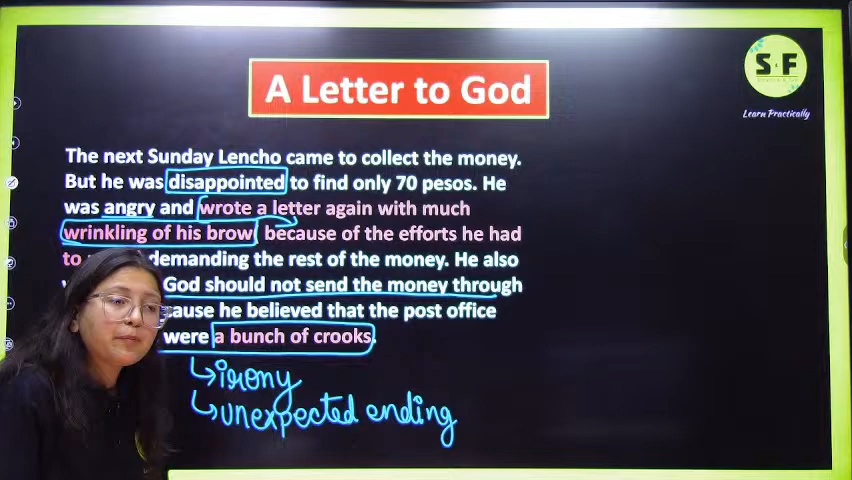 A Letter to God
S F
Learn Practically
The next Sunday Lencho came to collect the money.
But he was disappointed to find only 70 pesos. He
was angry and wrote a letter again with much
wrinkling of his brow because of the efforts he had
to demanding the rest of the money. He also
God should not send the money through
because he believed that the post office
were a bunch of crooks.
irony
unexpected ending